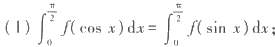 (1) ∫₀^{π/2} f(cos x)dx = ∫₀^{π/2} f(sin x)dx;